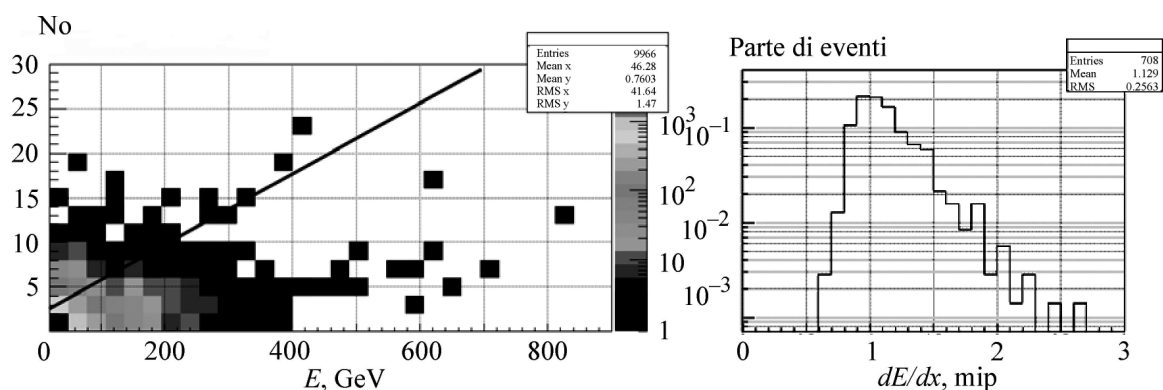 No
Entries 9966
Mean x 46.28
Mean y 0.7603
RMS x 41.64
RMS y 1.47
30
25
20
15
10
5
0 200 400 600 800
E, GeV
10³
10²
10
1
Parte di eventi
Entries 708
Mean 1.129
RMS 0.2563
10⁻¹
10⁻²
10⁻³
0 1 2 3
dE/dx, mip